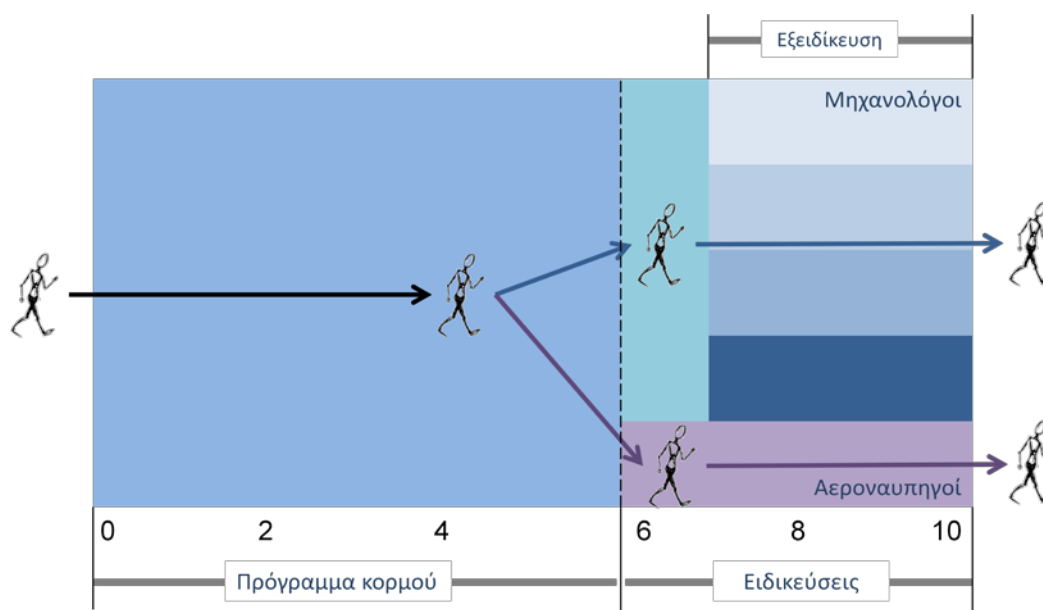 Εξειδίκευση
Μηχανολόγοι
Αεροναυπηγοί
0 2 4 6 8 10
Πρόγραμμα κορμού Ειδικεύσεις